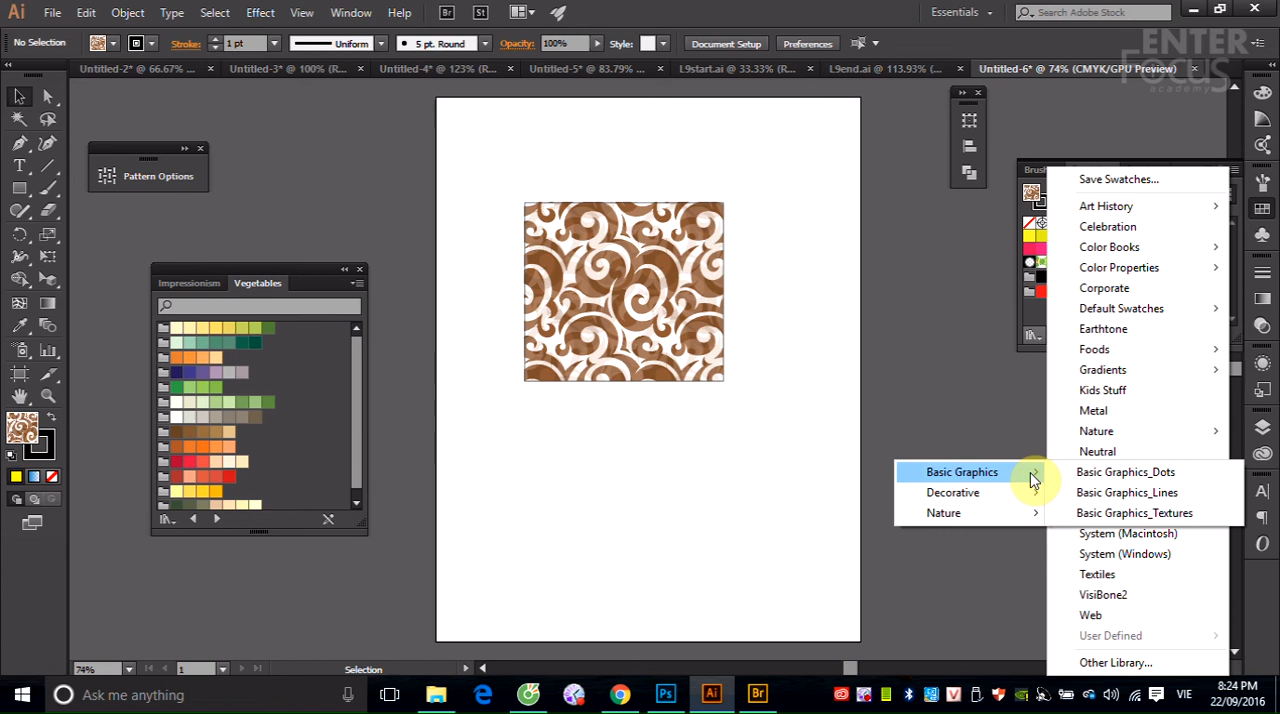 Ai File Edit Object Type Select Effect View Window Help Br St Essentials Search Adobe Stock
No Selection Stroke: 1 pt Uniform 5 pt. Round Opacity: 100% Style: Document Setup Preferences
ENTER
FOCUS
academy
Untitled-2* @ 66.67% ... × Untitled-3* @ 100% (R... × Untitled-4* @ 123% (R... × Untitled-5* @ 83.79% ... × L9start.ai @ 33.33% (R... × L9end.ai @ 113.93% (... × Untitled-6* @ 74% (CMYK/GPU Preview) ×
Pattern Options
Impressionism Vegetables
Save Swatches...
Art History
Celebration
Color Books
Color Properties
Corporate
Default Swatches
Earthtone
Foods
Gradients
Kids Stuff
Metal
Nature
Neutral
Basic Graphics
Decorative
Nature
Basic Graphics_Dots
Basic Graphics_Lines
Basic Graphics_Textures
System (Macintosh)
System (Windows)
Textiles
VisiBone2
Web
User Defined
Other Library...
74% 1 Selection
Ask me anything Ps Ai Br VIE 8:24 PM
22/09/2016